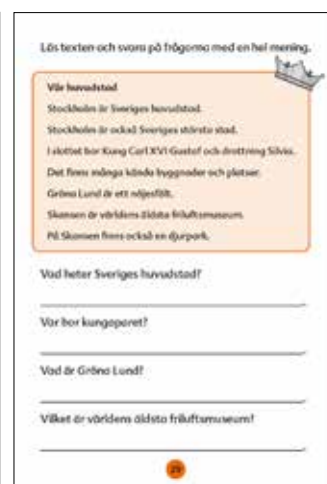 Läs texten och svara på frågorna med en hel mening.
Vår huvudstad
Stockholm är Sveriges huvudstad.
Stockholm är också Sveriges största stad.
I slottet bor Kung Carl XVI Gustaf och drottning Silvia.
Det finns många kända byggnader och platser.
Gröna Lund är ett nöjesfält.
Skansen är världens äldsta friluftsmuseum.
På Skansen finns också en djurpark.
Vad heter Sveriges huvudstad?
Var bor kungaparet?
Vad är Gröna Lund?
Vilket är världens äldsta friluftsmuseum?
29